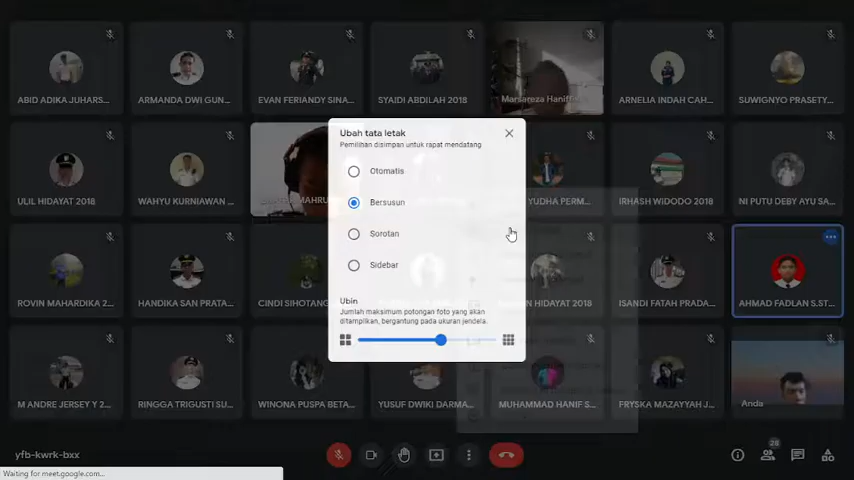 ABID ADIKA JUHARS...
ARMANDA DWI GUN...
EVAN FERIANDY SINA...
SYAIDI ABDILAH 2018
Marsareza Hanif
ARNELIA INDAH CAH...
SUWIGNYO PRASETY...
Ubah tata letak
Pemilihan disimpan untuk rapat mendatang
Otomatis
Bersusun
Sorotan
Sidebar
Ubin
Jumlah maksimum potongan foto yang akan
ditampilkan, bergantung pada ukuran jendela.
ULIL HIDAYAT 2018
WAHYU KURNIAWAN ...
YUDHA PERM...
IRHASH WIDODO 2018
NI PUTU DEBY AYU SA...
ROVIN MAHARDIKA 2...
HANDIKA SAN PRATA...
CINDI SIHOTANG
HIDAYAT 2018
ISANDI FATAH PRADA...
AHMAD FADLAN S.ST...
M ANDRE JERSEY Y 2...
RINGGA TRIGUSTI SU...
WINONA PUSPA BETA...
YUSUF DWIKI DARMA...
MUHAMMAD HANIF S...
FRYSKA MAZAYYAH J...
Anda
yfb-kwrk-bxx
28
Waiting for meet.google.com...